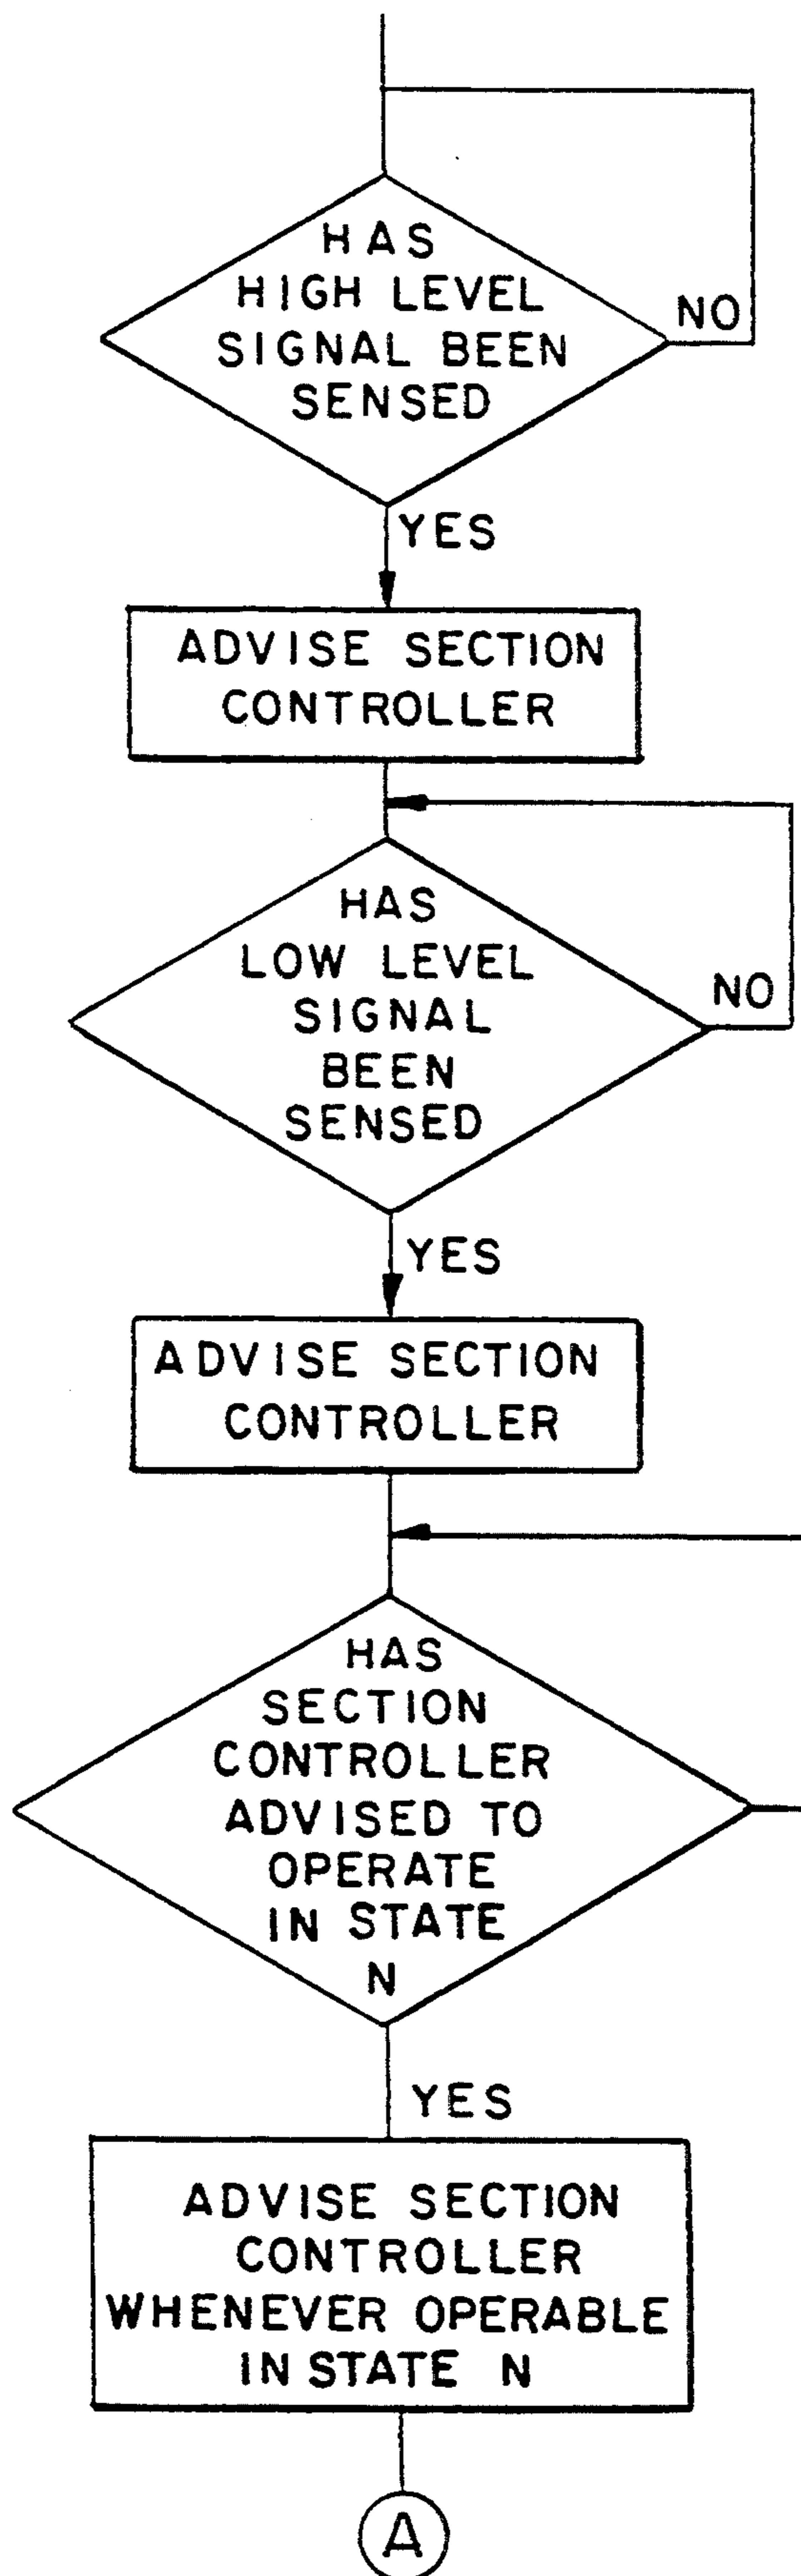 HAS
HIGH LEVEL
SIGNAL BEEN
SENSED
NO
YES
ADVISE SECTION
CONTROLLER
HAS
LOW LEVEL
SIGNAL
BEEN
SENSED
NO
YES
ADVISE SECTION
CONTROLLER
HAS
SECTION
CONTROLLER
ADVISED TO
OPERATE
IN STATE
N
YES
ADVISE SECTION
CONTROLLER
WHENEVER OPERABLE
IN STATE N
A